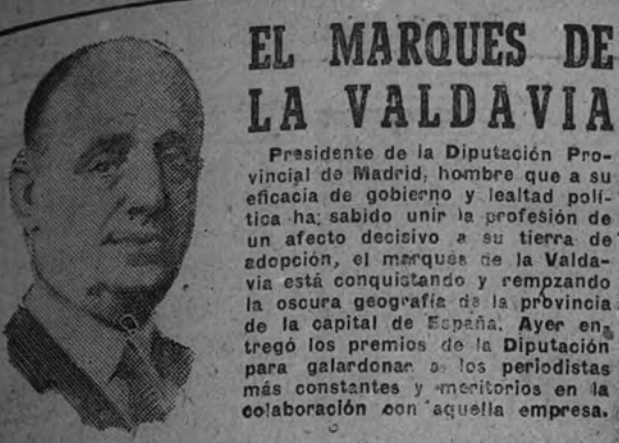 EL MARQUES DE
LA VALDAVIA
Presidente de la Diputación Pro-
vincial de Madrid, hombre que a su
eficacia de gobierno y lealtad polí-
tica ha; sabido unir la profesión de
un afecto decisivo a su tierra de
adopción, el marqués de la Valda-
via está conquistando y remozando
la oscura geografía de la provincia
de la capital de España. Ayer en-
tregó los premios de la Diputación
para galardonar a los periodistas
más constantes y meritorios en la
colaboración con aquella empresa.